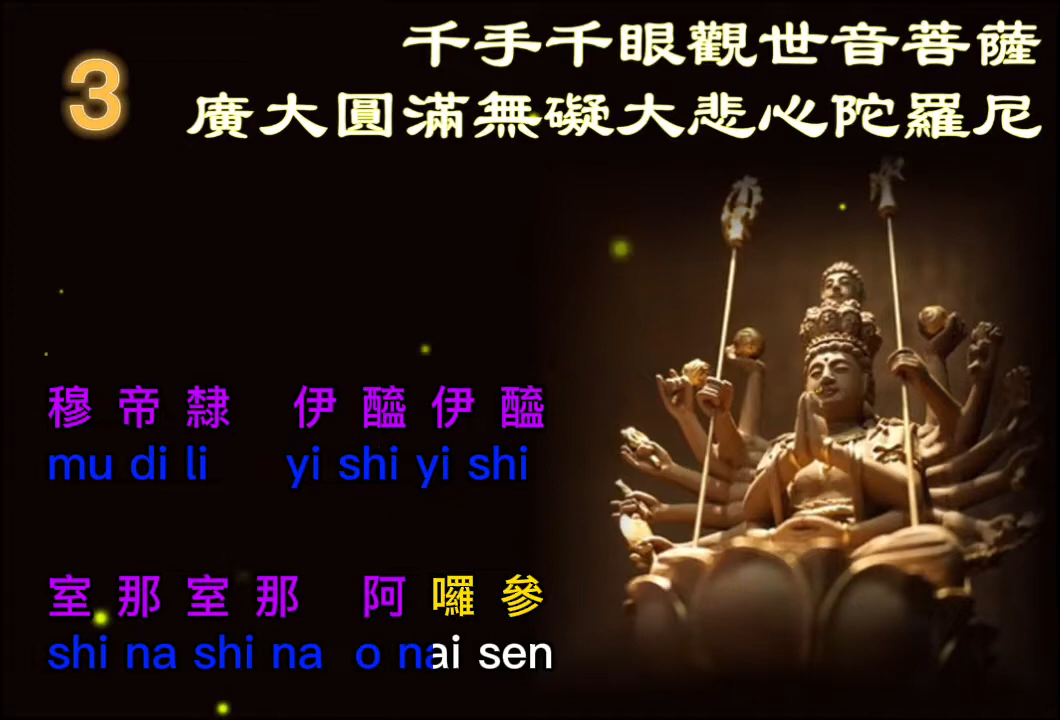 3
千手千眼觀世音菩薩
廣大圓滿無礙大悲心陀羅尼
穆 帝 隸 伊 醯 伊 醯
mu di li yi shi yi shi
室 那 室 那 阿 囉 參
shi na shi na o nai sen